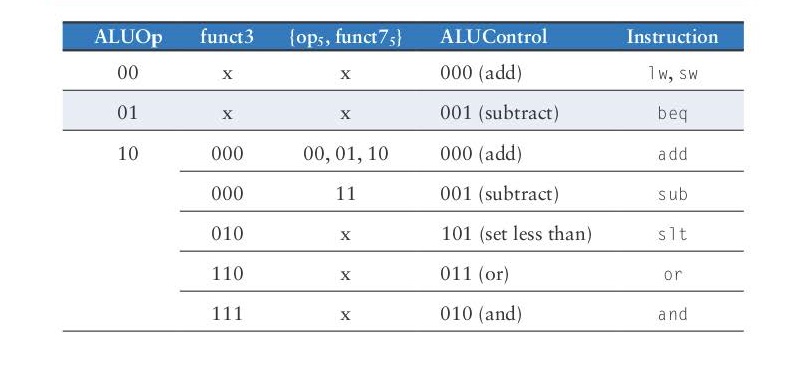 ALUOp funct3 {op₅, funct7₅} ALUControl Instruction
00 x x 000 (add) lw, sw
01 x x 001 (subtract) beq
10 000 00, 01, 10 000 (add) add
000 11 001 (subtract) sub
010 x 101 (set less than) slt
110 x 011 (or) or
111 x 010 (and) and